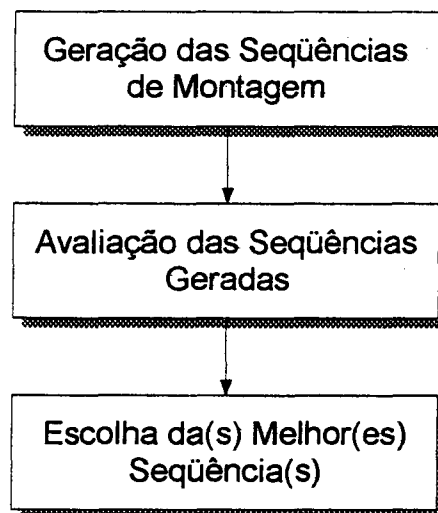 Geração das Seqüências
de Montagem
Avaliação das Seqüências
Geradas
Escolha da(s) Melhor(es)
Seqüência(s)